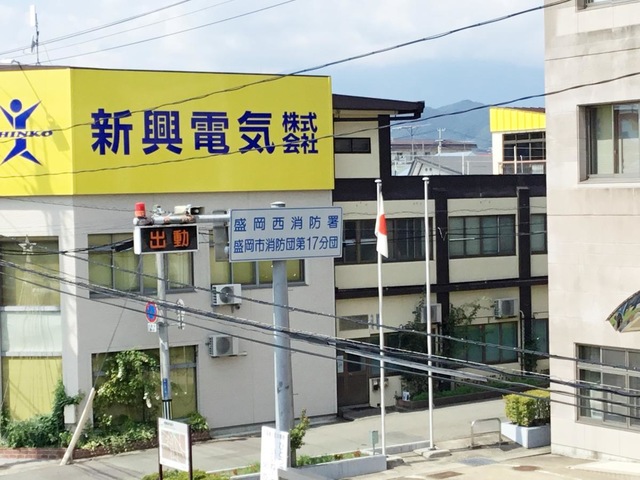 SHINKO
新興電気株式会社
出動
盛岡西消防署
盛岡市消防団第17分団